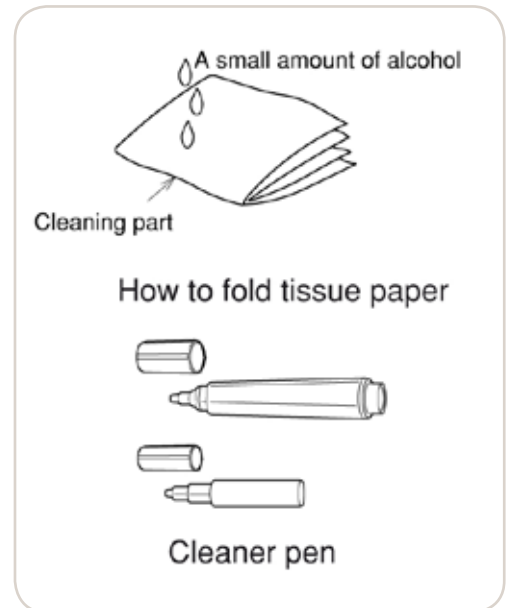 A small amount of alcohol
Cleaning part
How to fold tissue paper
Cleaner pen